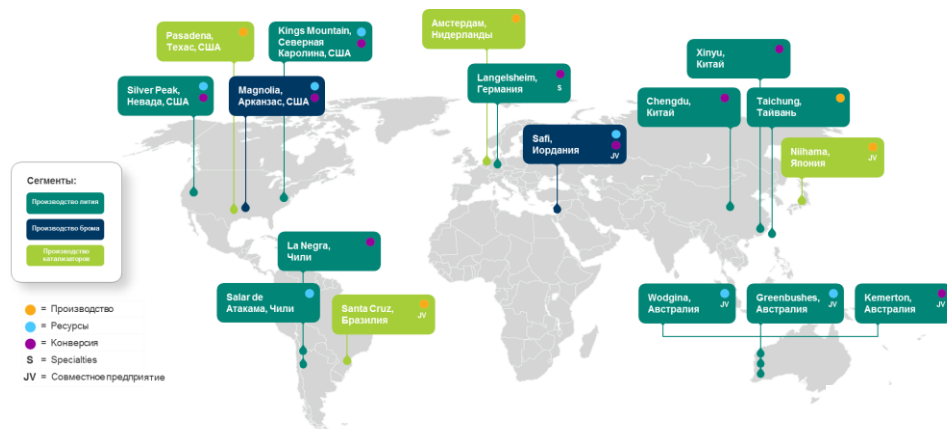 Pasadena,
Техас, США
Kings Mountain,
Северная
Каролина, США
Амстердам,
Нидерланды
Xinyu,
Китай
Silver Peak,
Невада, США
Magnolia,
Арканзас, США
Langelsheim,
Германия
S
Chengdu,
Китай
Taichung,
Тайвань
Safi,
Иордания
JV
Niihama,
Япония
JV
Сегменты:
Производство лития
Производство брома
Производство
катализаторов
La Negra,
Чили
Salar de
Атакама, Чили
Santa Cruz,
Бразилия
JV
Wodgina,
Австралия
JV
Greenbushes,
Австралия
JV
Kemerton,
Австралия
JV
= Производство
= Ресурсы
= Конверсия
S = Specialties
JV = Совместное предприятие